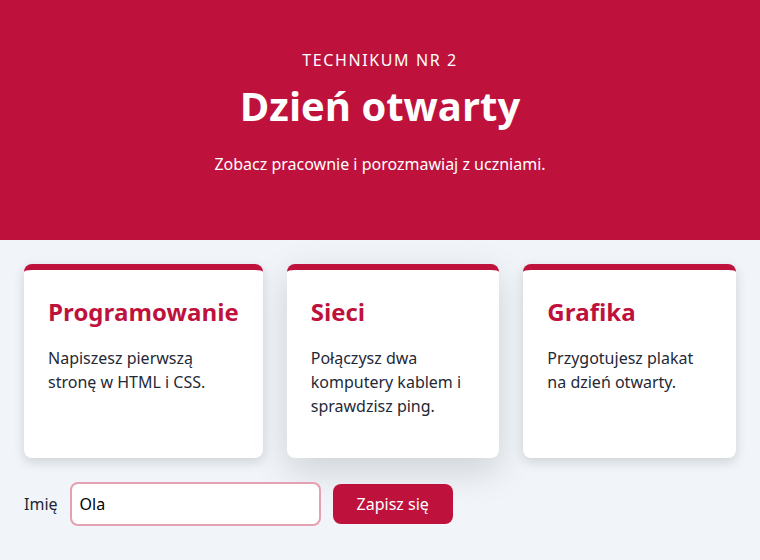 TECHNIKUM NR 2
Dzień otwarty
Zobacz pracownie i porozmawiaj z uczniami.
Programowanie
Napiszesz pierwszą
stronę w HTML i CSS.
Sieci
Połączysz dwa
komputery kablem i
sprawdzisz ping.
Grafika
Przygotujesz plakat
na dzień otwarty.
Imię
Ola
Zapisz się